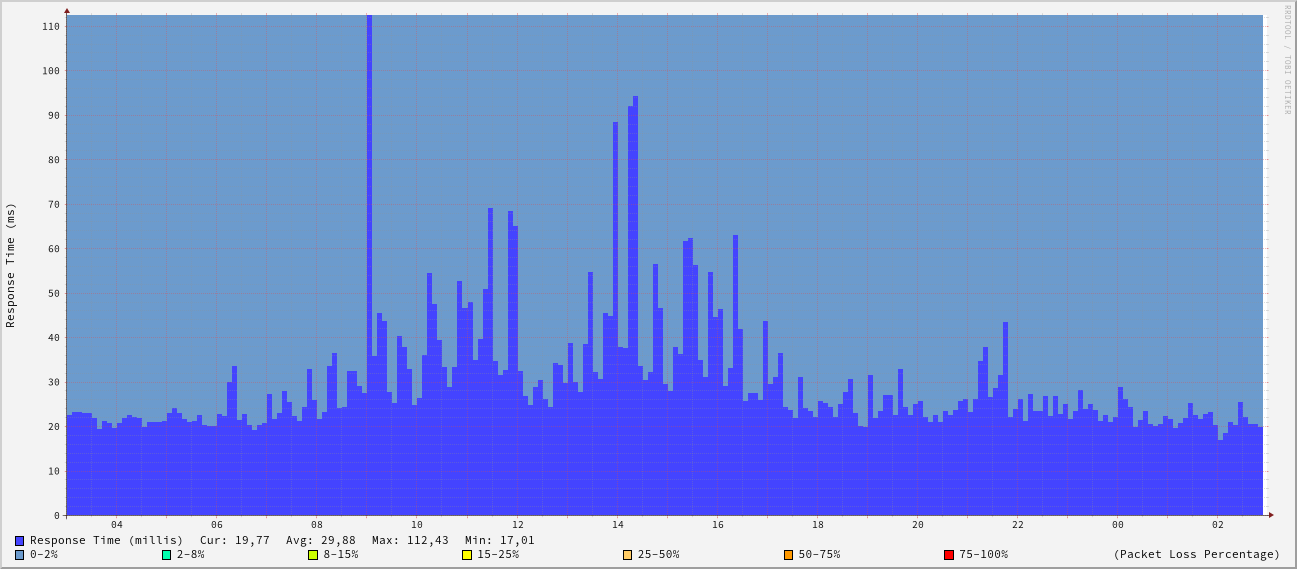 RRDTOOL / TOBI OETIKER
Response Time (ms)
110
100
90
80
70
60
50
40
30
20
10
0
04 06 08 10 12 14 16 18 20 22 00 02
Response Time (millis) Cur: 19,77 Avg: 29,88 Max: 112,43 Min: 17,01
0-2% 2-8% 8-15% 15-25% 25-50% 50-75% 75-100% (Packet Loss Percentage)